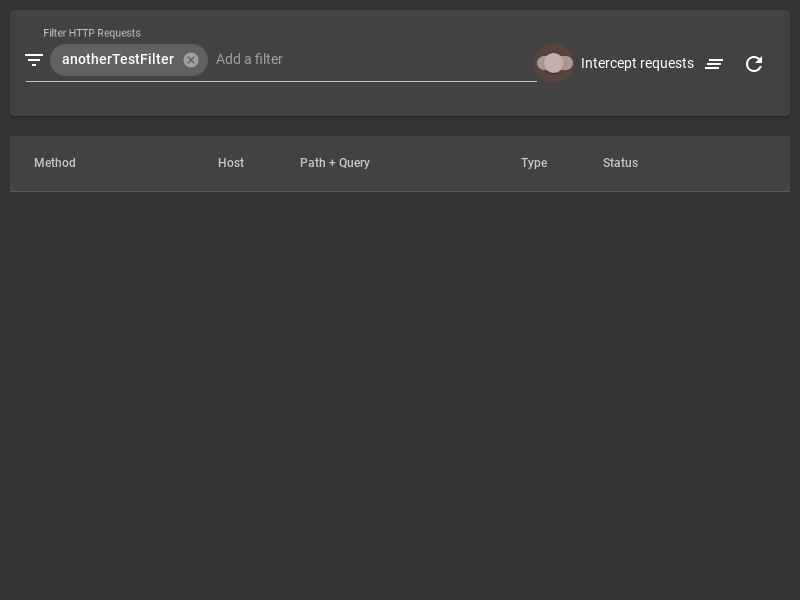 Filter HTTP Requests
anotherTestFilter Add a filter Intercept requests
Method Host Path + Query Type Status